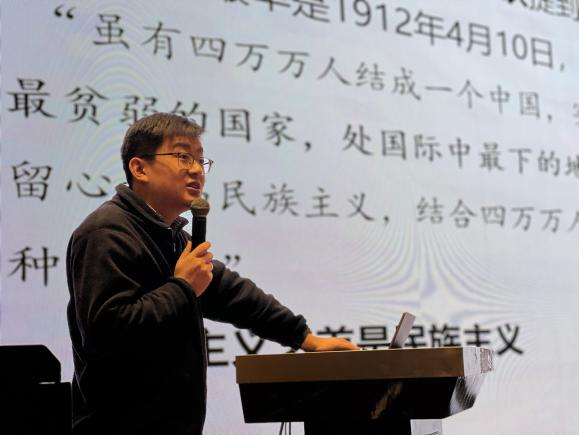 是1912年4月10日，
“虽有四万万人结成一个中国，
最贫弱的国家，处国际中最下的地
留心 民族主义，结合四万万
种 ”
主义 首是民族主义